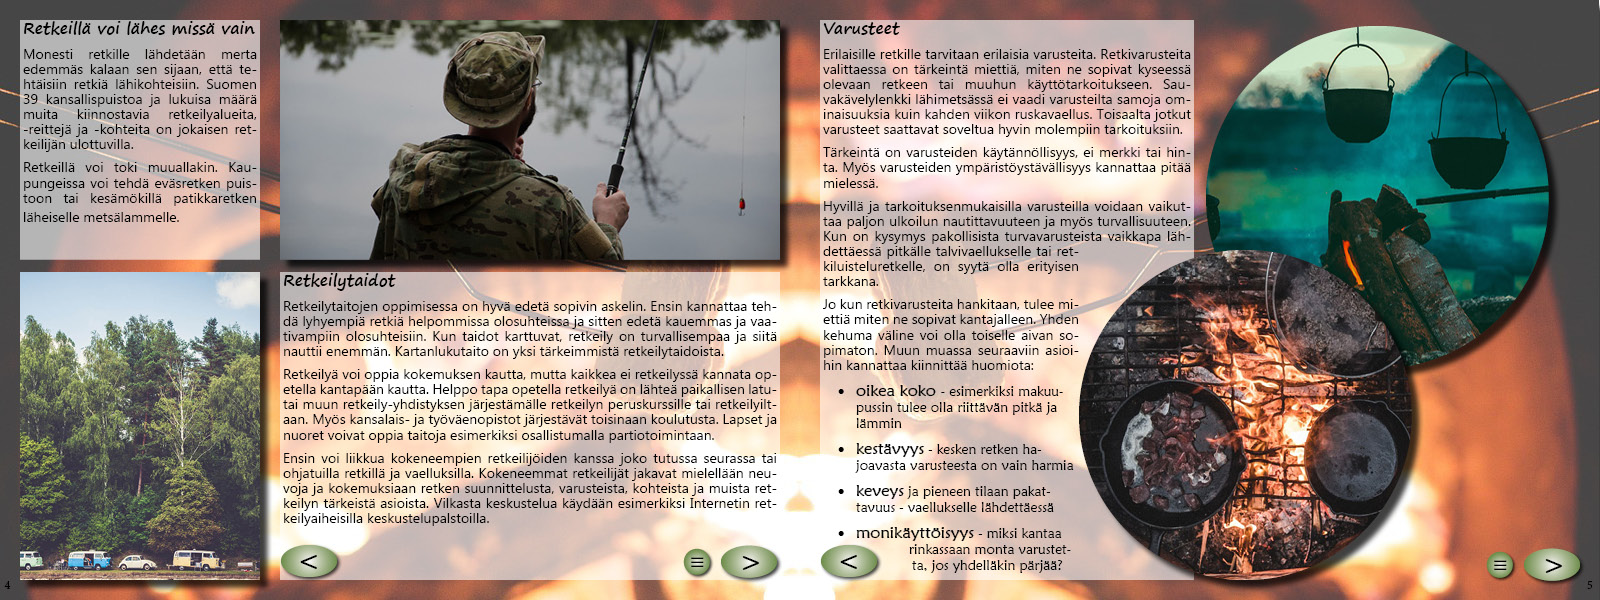 Retkeillä voi lähes missä vain
Monesti retkille lähdetään merta
edemmäs kalaan sen sijaan, että te-
htäisiin retkiä lähikohteisiin. Suomen
39 kansallispuistoa ja lukuisa määrä
muita kiinnostavia retkeilyalueita,
-reittejä ja -kohteita on jokaisen ret-
keilijän ulottuvilla.
Retkeillä voi toki muuallakin. Kau-
pungeissa voi tehdä eväsretken puis-
toon tai kesämökillä patikkaretken
läheiselle metsälammelle.
Retkeilytaidot
Retkeilytaitojen oppimisessa on hyvä edetä sopivin askelin. Ensin kannattaa teh-
dä lyhyempiä retkiä helpommissa olosuhteissa ja sitten edetä kauemmas ja vaa-
tivampiin olosuhteisiin. Kun taidot karttuvat, retkeily on turvallisempaa ja siitä
nauttii enemmän. Kartanlukutaito on yksi tärkeimmistä retkeilytaidoista.
Retkeilyä voi oppia kokemuksen kautta, mutta kaikkea ei retkeilyssä kannata op-
etella kantapään kautta. Helppo tapa opetella retkeilyä on lähteä paikallisen latu-
tai muun retkeily-yhdistyksen järjestämälle retkeilyn peruskurssille tai retkeilyilt-
aan. Myös kansalais- ja työväenopistot järjestävät toisinaan koulutusta. Lapset ja
nuoret voivat oppia taitoja esimerkiksi osallistumalla partiotoimintaan.
Ensin voi liikkua kokeneempien retkeilijöiden kanssa joko tutussa seurassa tai
ohjatuilla retkillä ja vaelluksilla. Kokeneemmat retkeilijät jakavat mielellään neu-
voja ja kokemuksiaan retken suunnittelusta, varusteista, kohteista ja muista ret-
keilyn tärkeistä asioista. Vilkasta keskustelua käydään esimerkiksi Internetin ret-
keilyaiheisilla keskustelupalstoilla.
< ≡ >
4
Varusteet
Erilaisille retkille tarvitaan erilaisia varusteita. Retkivarusteita
valittaessa on tärkeintä miettiä, miten ne sopivat kyseessä
olevaan retkeen tai muuhun käyttötarkoitukseen. Sau-
vakävelylenkki lähimetsässä ei vaadi varusteilta samoja om-
inaisuuksia kuin kahden viikon ruskavaellus. Toisaalta jotkut
varusteet saattavat soveltua hyvin molempiin tarkoituksiin.
Tärkeintä on varusteiden käytännöllisyys, ei merkki tai hin-
ta. Myös varusteiden ympäristöystävällisyys kannattaa pitää
mielessä.
Hyvillä ja tarkoituksenmukaisilla varusteilla voidaan vaikut-
taa paljon ulkoilun nautittavuuteen ja myös turvallisuuteen.
Kun on kysymys pakollisista turvavarusteista vaikkapa läh-
dettäessä pitkälle talvivaellukselle tai ret-
kiluisteluretkelle, on syytä olla erityisen
tarkkana.
Jo kun retkivarusteita hankitaan, tulee mi-
ettiä miten ne sopivat kantajalleen. Yhden
kehuma väline voi olla toiselle aivan so-
pimaton. Muun muassa seuraaviin asioi-
hin kannattaa kiinnittää huomiota:
• oikea koko - esimerkiksi makuu-
pussin tulee olla riittävän pitkä ja
lämmin
• kestävyys - kesken retken ha-
joavasta varusteesta on vain harmia
• keveys ja pieneen tilaan pakat-
tavuus - vaellukselle lähdettäessä
• monikäyttöisyys - miksi kantaa
rinkassaan monta varustet-
ta, jos yhdelläkin pärjää?
< ≡ >
5